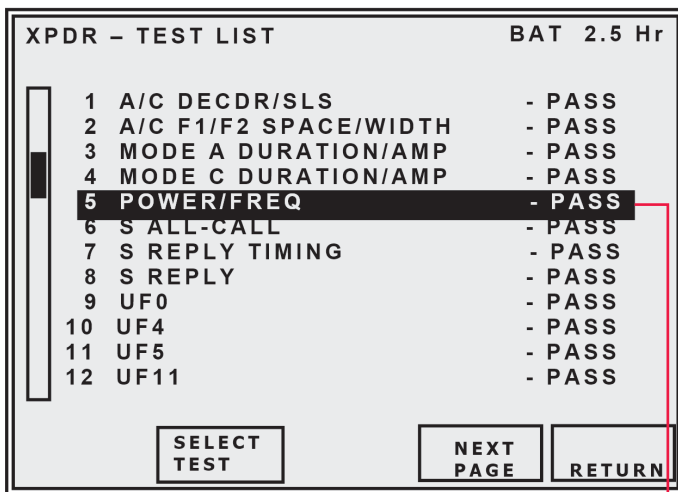 XPDR – TEST LIST BAT 2.5 Hr
1 A/C DECDR/SLS - PASS
2 A/C F1/F2 SPACE/WIDTH - PASS
3 MODE A DURATION/AMP - PASS
4 MODE C DURATION/AMP - PASS
5 POWER/FREQ - PASS
6 S ALL-CALL - PASS
7 S REPLY TIMING - PASS
8 S REPLY - PASS
9 UF0 - PASS
10 UF4 - PASS
11 UF5 - PASS
12 UF11 - PASS
SELECT TEST
NEXT PAGE
RETURN